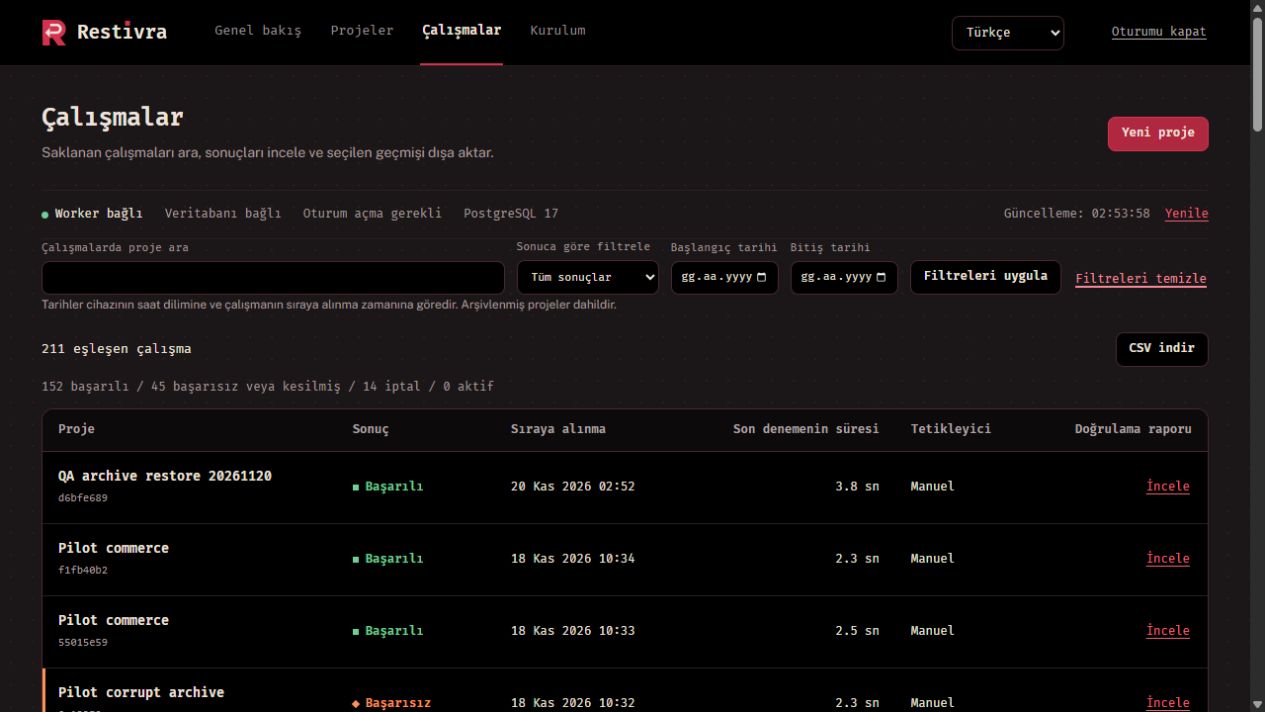 Restivra
Genel bakış
Projeler
Çalışmalar
Kurulum
Türkçe
Oturumu kapat
Çalışmalar
Saklanan çalışmaları ara, sonuçları incele ve seçilen geçmişi dışa aktar.
Yeni proje
Worker bağlı
Veritabanı bağlı
Oturum açma gerekli
PostgreSQL 17
Güncelleme: 02:53:58
Yenile
Çalışmalarda proje ara
Sonuca göre filtrele
Başlangıç tarihi
Bitiş tarihi
Tüm sonuçlar
gg.aa.yyyy
gg.aa.yyyy
Filtreleri uygula
Filtreleri temizle
Tarihler cihazının saat dilimine ve çalışmanın sıraya alınma zamanına göredir. Arşivlenmiş projeler dahildir.
211 eşleşen çalışma
CSV indir
152 başarılı / 45 başarısız veya kesilmiş / 14 iptal / 0 aktif
Proje Sonuç Sıraya alınma Son denemenin süresi Tetikleyici Doğrulama raporu
QA archive restore 20261120
d6bfe689
Başarılı 20 Kas 2026 02:52 3.8 sn Manuel İncele
Pilot commerce
f1fb40b2
Başarılı 18 Kas 2026 10:34 2.3 sn Manuel İncele
Pilot commerce
55015e59
Başarılı 18 Kas 2026 10:33 2.5 sn Manuel İncele
Pilot corrupt archive
Başarısız 18 Kas 2026 10:32 2.3 sn Manuel İncele